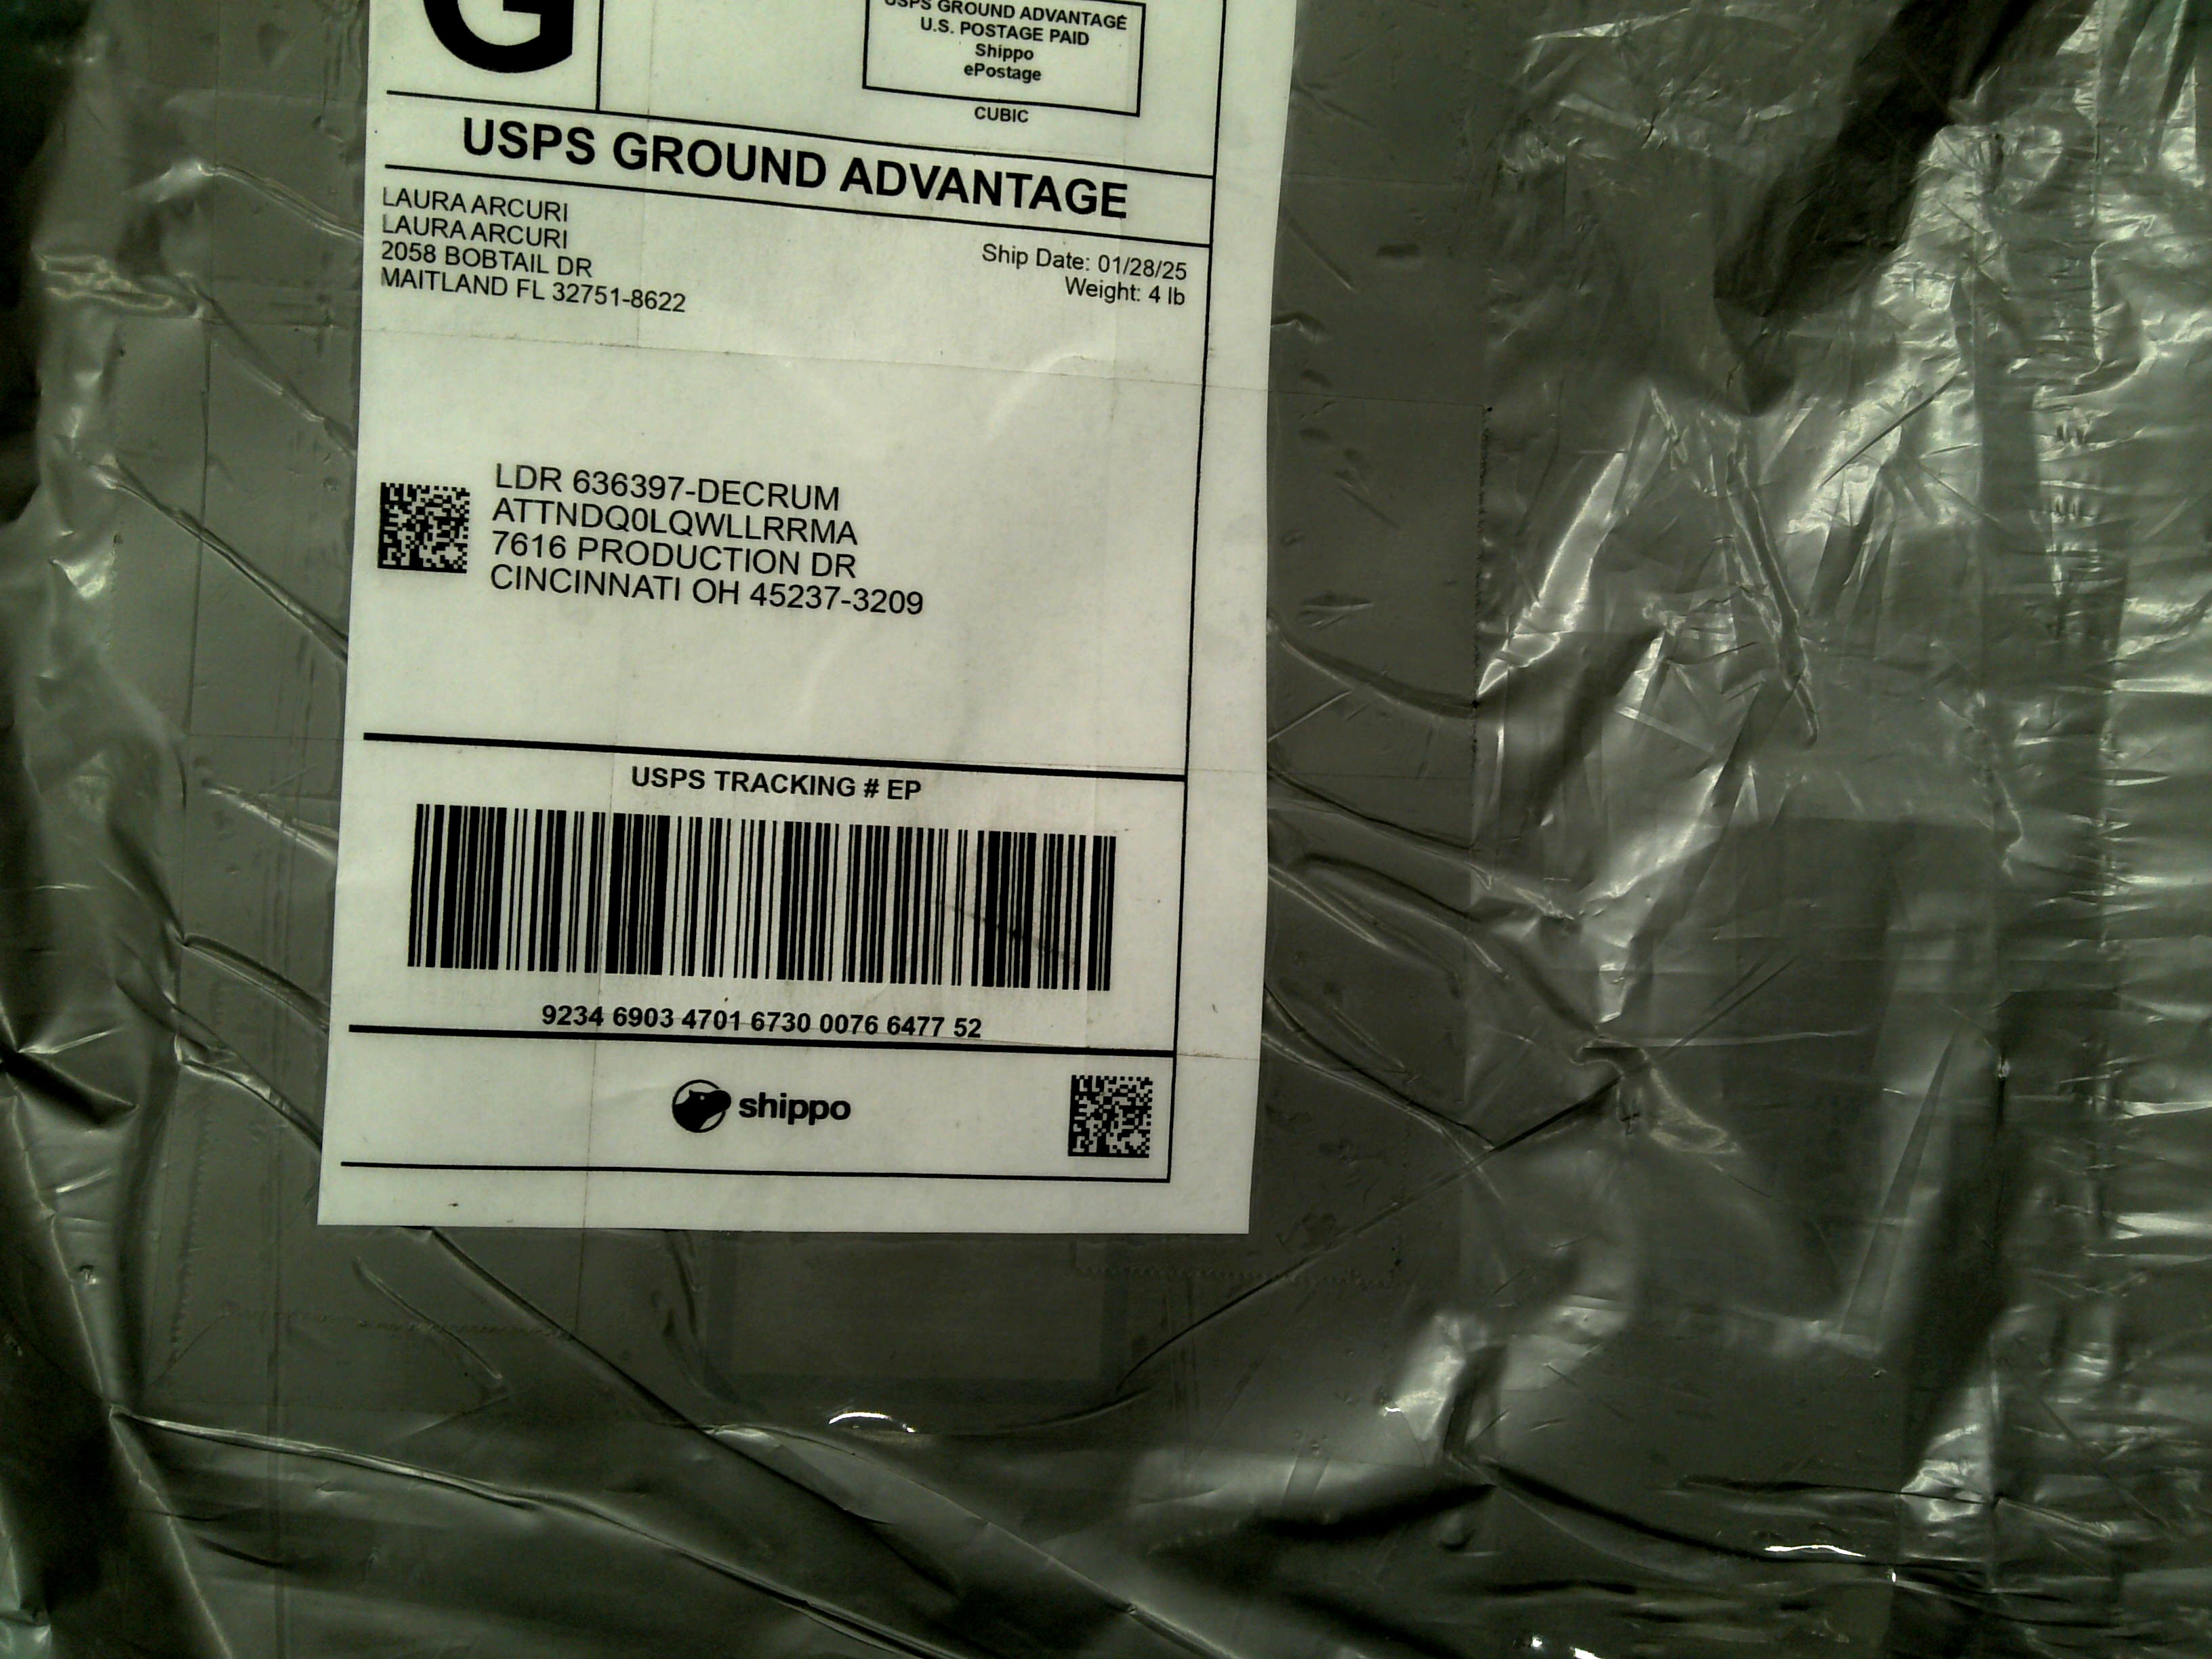 G
USPS GROUND ADVANTAGE
U.S. POSTAGE PAID
Shippo
ePostage
CUBIC
USPS GROUND ADVANTAGE
LAURA ARCURI
LAURA ARCURI
2058 BOBTAIL DR
MAITLAND FL 32751-8622
Ship Date: 01/28/25
Weight: 4 lb
LDR 636397-DECRUM
ATTNDQ0LQWLLRRMA
7616 PRODUCTION DR
CINCINNATI OH 45237-3209
USPS TRACKING # EP
9234 6903 4701 6730 0076 6477 52
shippo